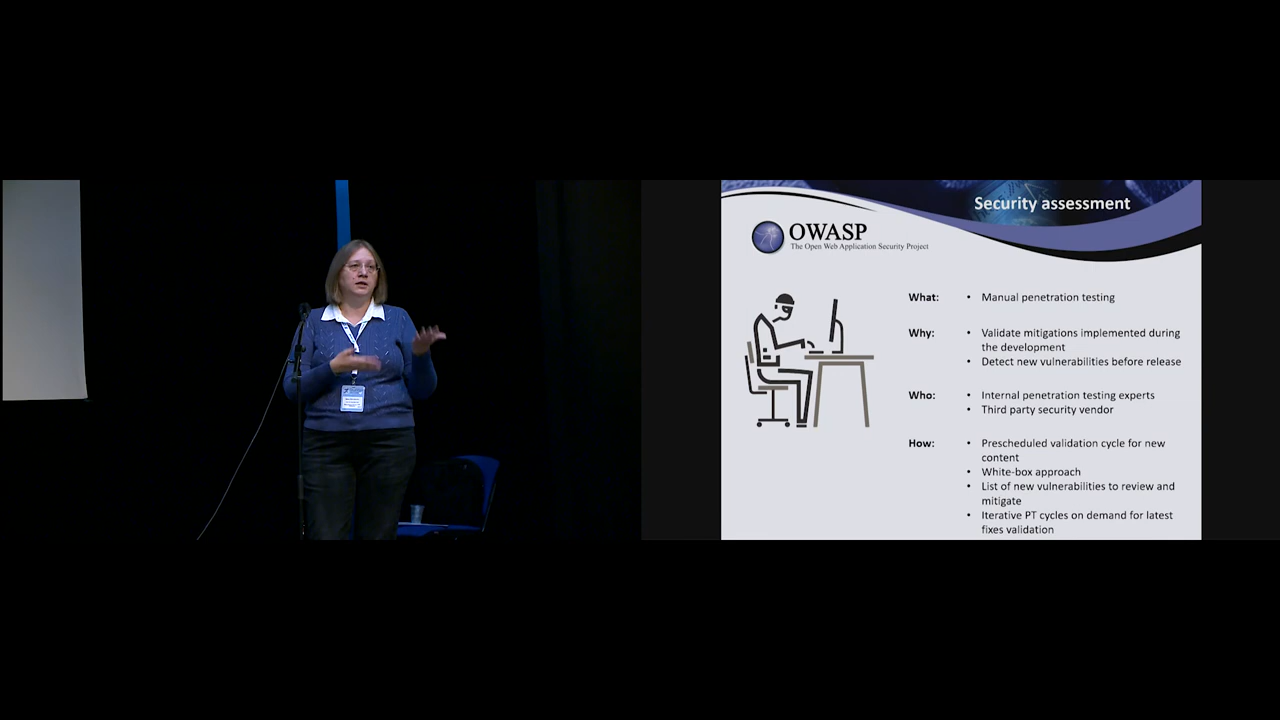 Security assessment
OWASP
The Open Web Application Security Project
What:
• Manual penetration testing
Why:
• Validate mitigations implemented during
the development
• Detect new vulnerabilities before release
Who:
• Internal penetration testing experts
• Third party security vendor
How:
• Prescheduled validation cycle for new
content
• White-box approach
• List of new vulnerabilities to review and
mitigate
• Iterative PT cycles on demand for latest
fixes validation